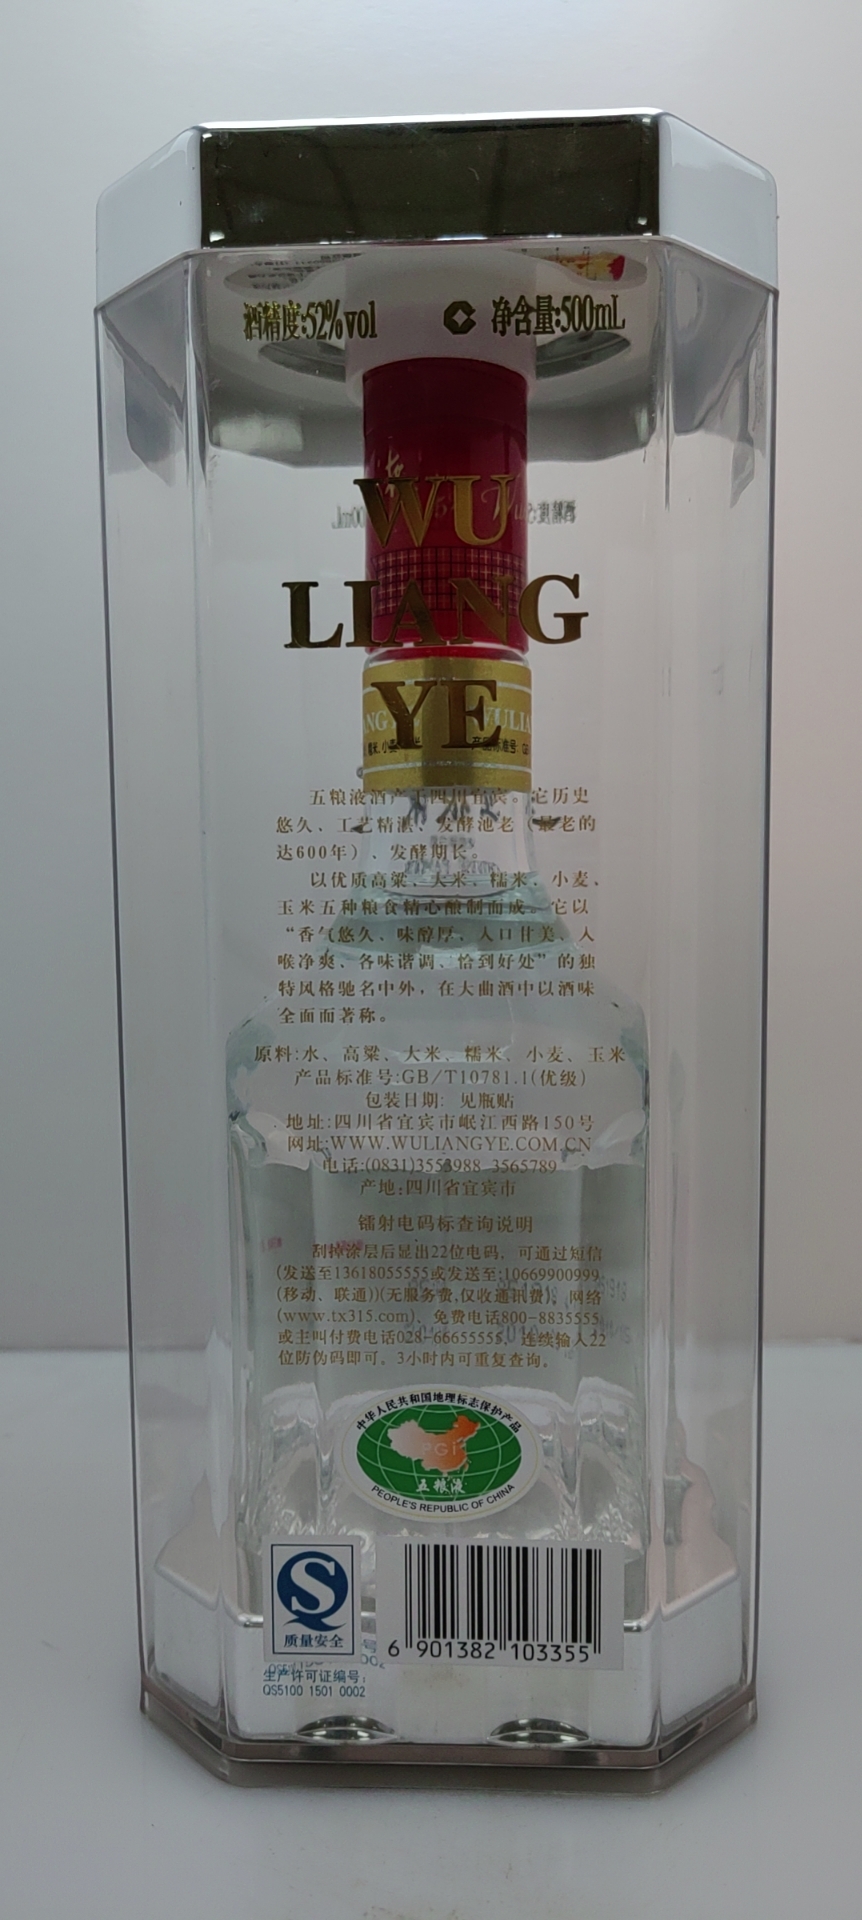 酒精度:52%vol 净含量:500mL
WU
LIANG
YE
五粮液酒产于四川宜宾。它历史
悠久、工艺精湛、发酵池老（最老的
达600年）、发酵期长。
以优质高粱、大米、糯米、小麦、
玉米五种粮食精心酿制而成。它以
“香气悠久、味醇厚、入口甘美、入
喉净爽、各味谐调、恰到好处”的独
特风格驰名中外，在大曲酒中以酒味
全面而著称。
原料:水、高粱、大米、糯米、小麦、玉米
产品标准号:GB/T10781.1(优级)
包装日期: 见瓶贴
地址:四川省宜宾市岷江西路150号
网址:WWW.WULIANGYE.COM.CN
电话:(0831)3553988 3565789
产地:四川省宜宾市
镭射电码标查询说明
刮掉涂层后显出22位电码，可通过短信
(发送至13618055555或发送至:10669900999
(移动、联通))(无服务费,仅收通讯费)、网络
(www.tx315.com)、免费电话800-8835555
或主叫付费电话028-66655555，连续输入22
位防伪码即可。3小时内可重复查询。
中华人民共和国地理标志保护产品
PGI
五粮液
PEOPLE'S REPUBLIC OF CHINA
质量安全
6 901382 103355
生产许可证编号:
QS5100 1501 0002